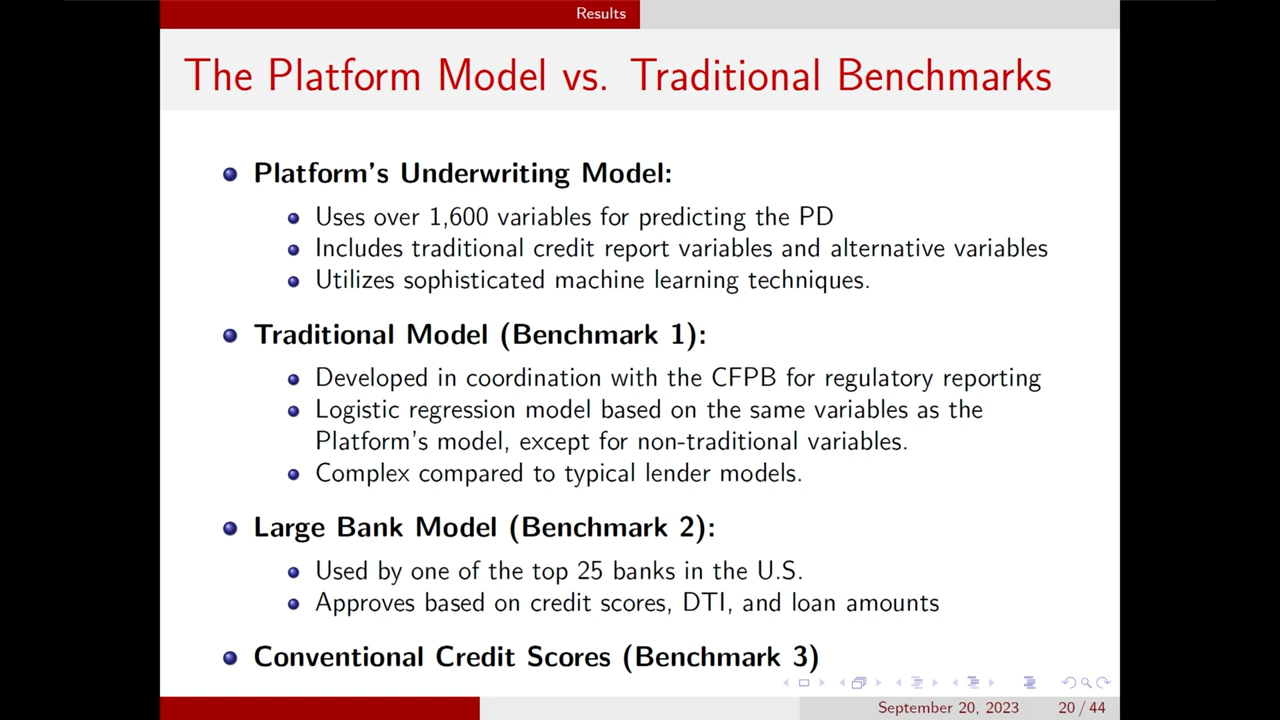 Results
The Platform Model vs. Traditional Benchmarks
Platform's Underwriting Model:
Uses over 1,600 variables for predicting the PD
Includes traditional credit report variables and alternative variables
Utilizes sophisticated machine learning techniques.
Traditional Model (Benchmark 1):
Developed in coordination with the CFPB for regulatory reporting
Logistic regression model based on the same variables as the
Platform's model, except for non-traditional variables.
Complex compared to typical lender models.
Large Bank Model (Benchmark 2):
Used by one of the top 25 banks in the U.S.
Approves based on credit scores, DTI, and loan amounts
Conventional Credit Scores (Benchmark 3)
September 20, 2023 20 / 44